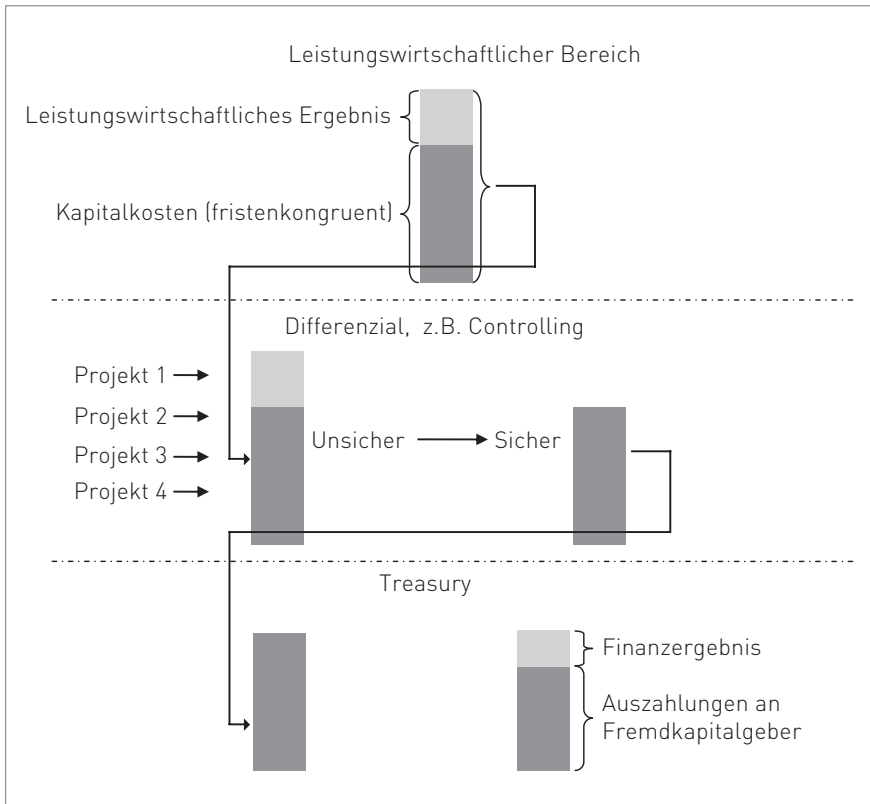 Leistungswirtschaftlicher Bereich
Leistungswirtschaftliches Ergebnis
Kapitalkosten (fristenkongruent)
Differenzial, z.B. Controlling
Projekt 1
Projekt 2
Unsicher
Sicher
Projekt 3
Projekt 4
Treasury
Finanzergebnis
Auszahlungen an
Fremdkapitalgeber